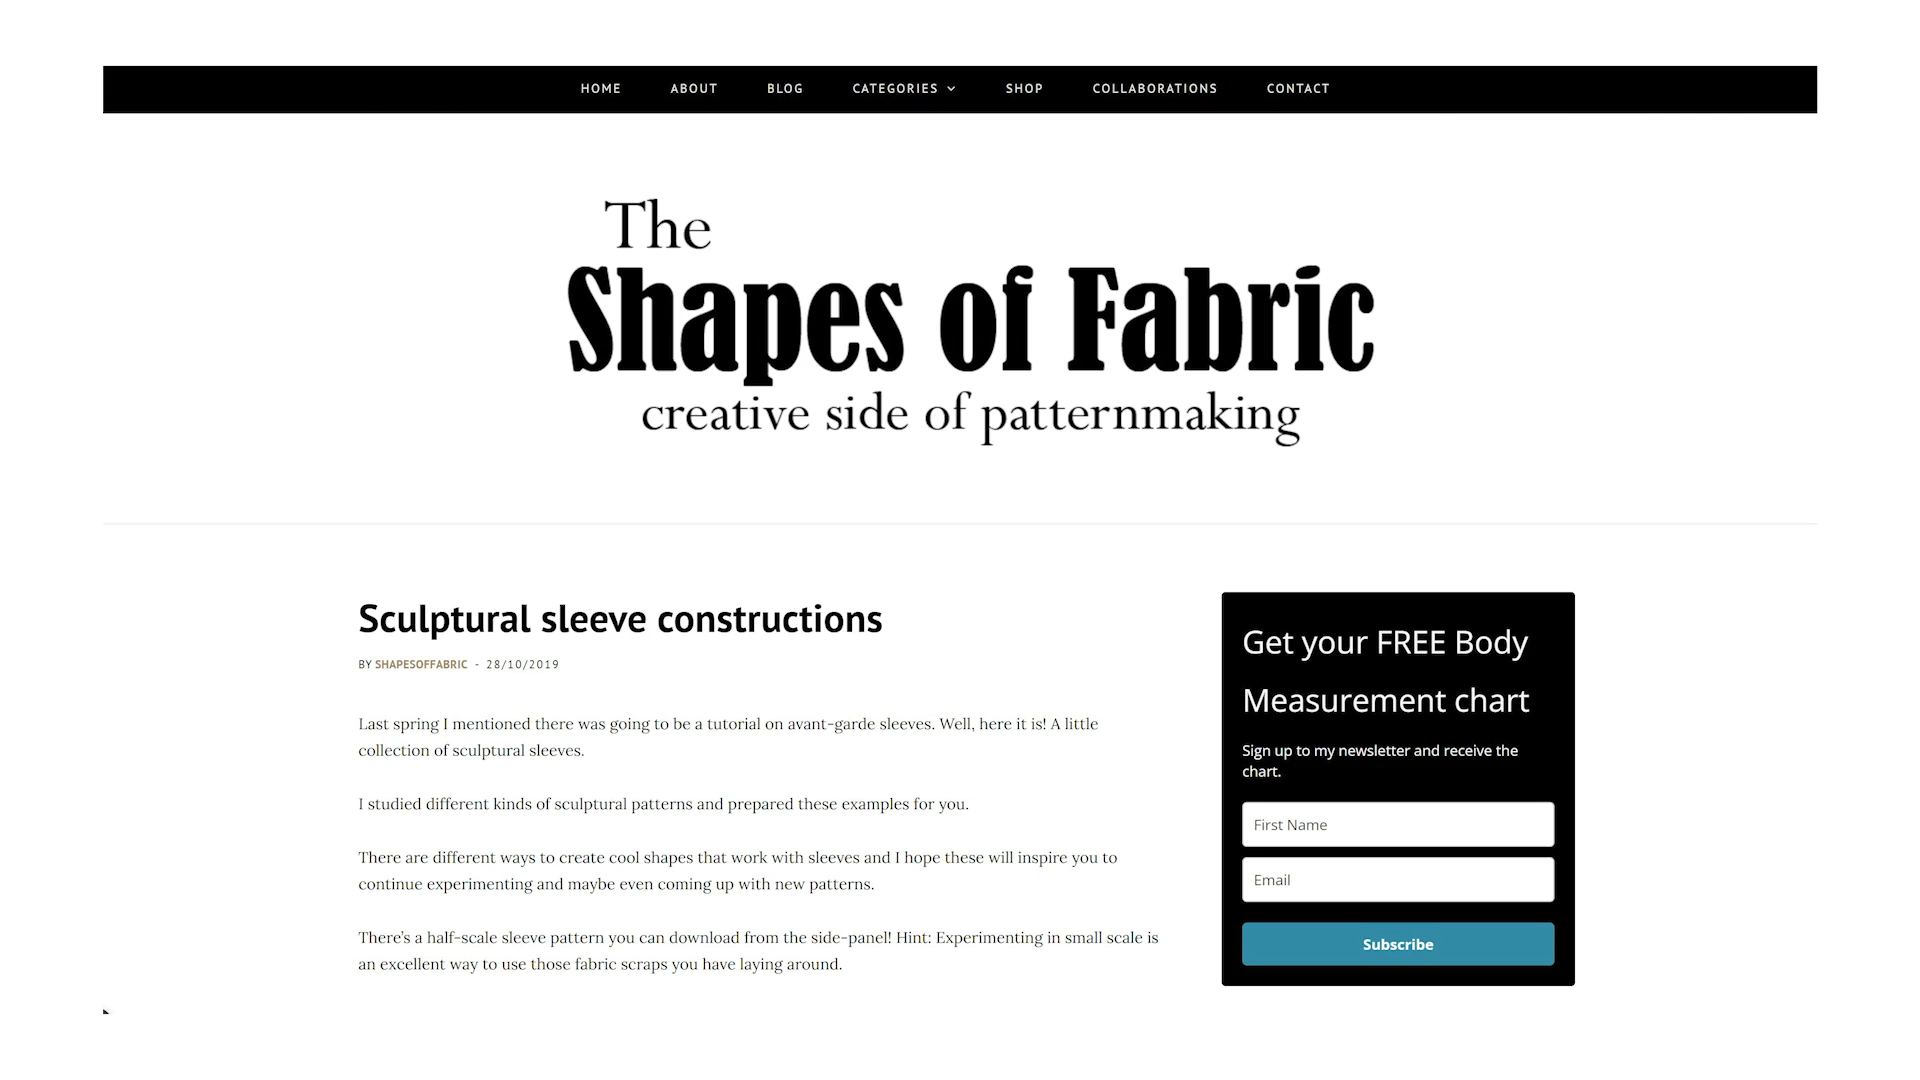 HOME ABOUT BLOG CATEGORIES SHOP COLLABORATIONS CONTACT
The
Shapes of Fabric
creative side of patternmaking
Sculptural sleeve constructions
BY SHAPESOFFABRIC - 28/10/2019
Last spring I mentioned there was going to be a tutorial on avant-garde sleeves. Well, here it is! A little
collection of sculptural sleeves.
I studied different kinds of sculptural patterns and prepared these examples for you.
There are different ways to create cool shapes that work with sleeves and I hope these will inspire you to
continue experimenting and maybe even coming up with new patterns.
There's a half-scale sleeve pattern you can download from the side-panel! Hint: Experimenting in small scale is
an excellent way to use those fabric scraps you have laying around.
Get your FREE Body
Measurement chart
Sign up to my newsletter and receive the
chart.
First Name
Email
Subscribe